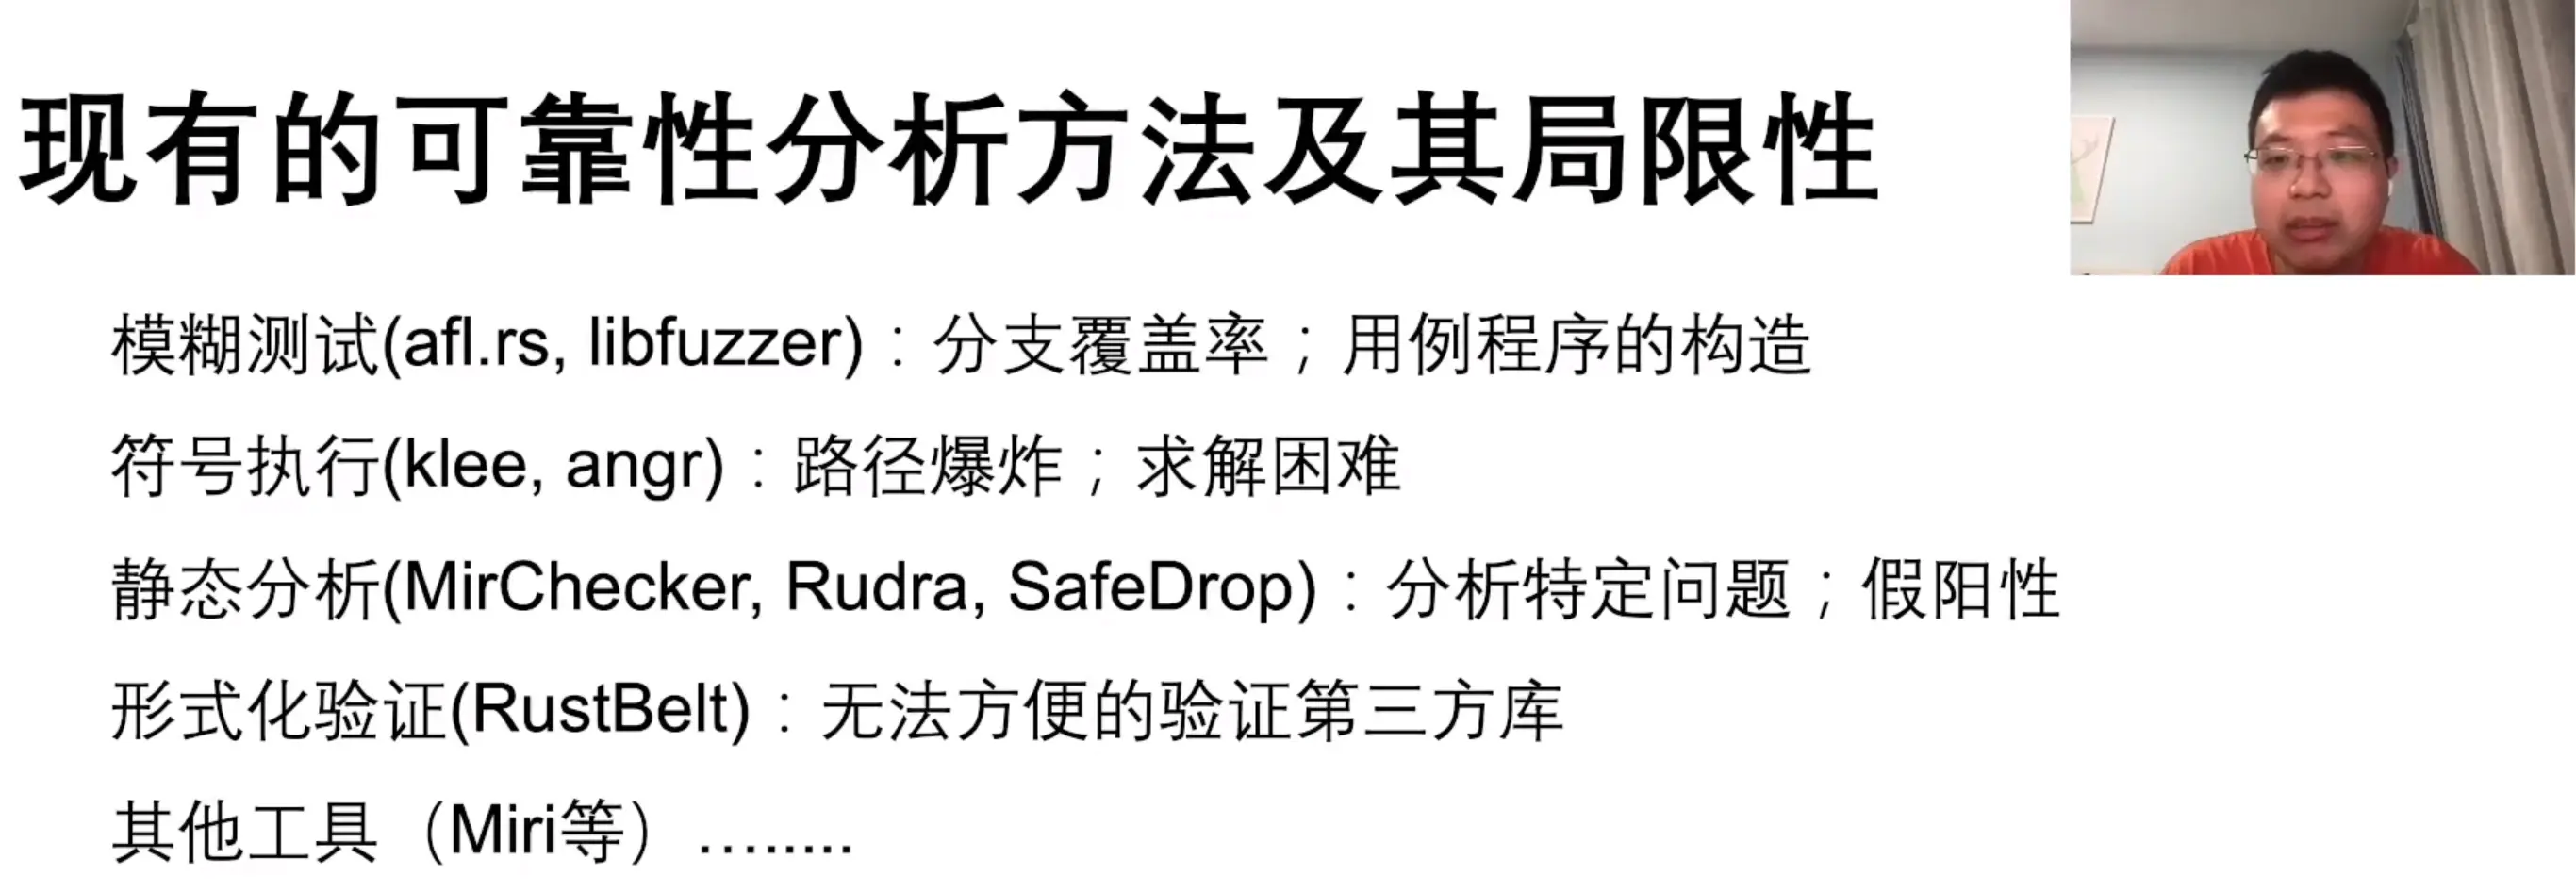 现有的可靠性分析方法及其局限性
模糊测试(afl.rs, libfuzzer)：分支覆盖率；用例程序的构造
符号执行(klee, angr)：路径爆炸；求解困难
静态分析(MirChecker, Rudra, SafeDrop)：分析特定问题；假阳性
形式化验证(RustBelt)：无法方便的验证第三方库
其他工具（Miri等）…......